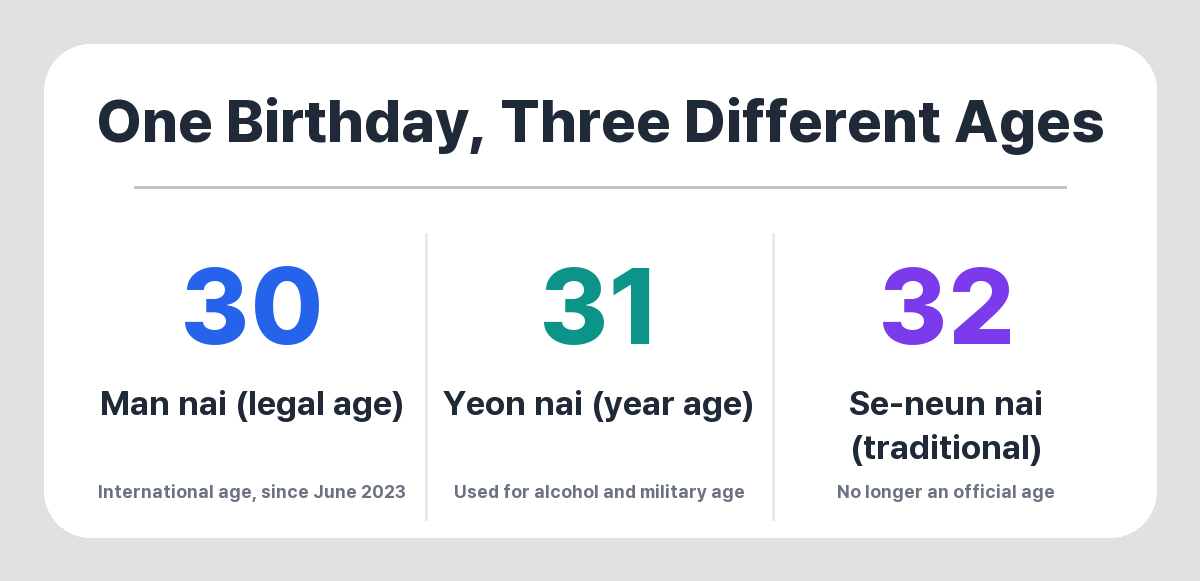 One Birthday, Three Different Ages
30
Man nai (legal age)
International age, since June 2023
31
Yeon nai (year age)
Used for alcohol and military age
32
Se-neun nai
(traditional)
No longer an official age